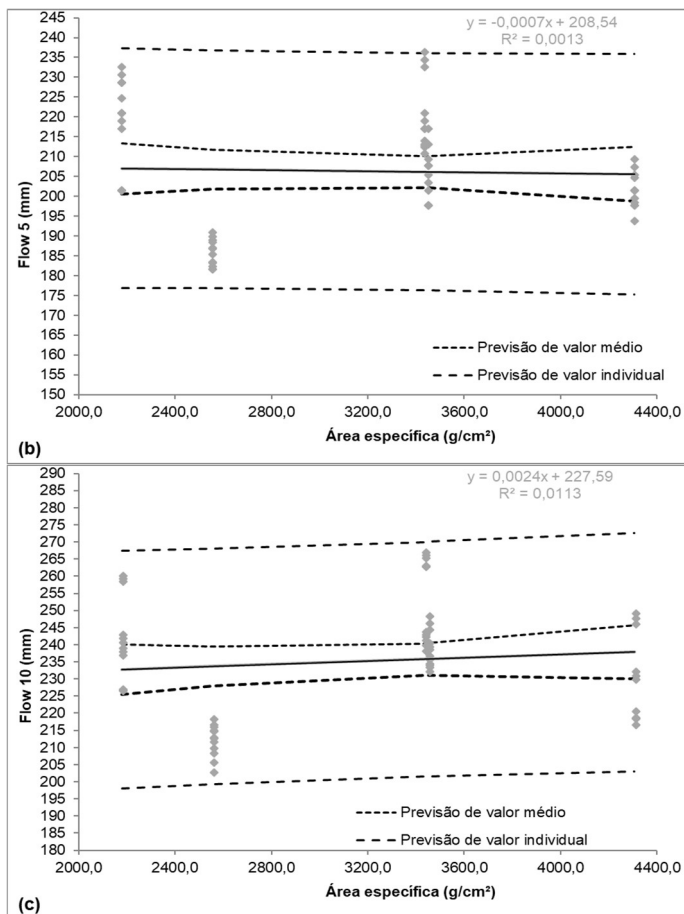 y = -0,0007x + 208,54
R² = 0,0013
245
240
235
230
225
220
215
210
205
200
195
190
185
180
175
170
165
160
155
150
Flow 5 (mm)
Previsão de valor médio
Previsão de valor individual
2000,0 2400,0 2800,0 3200,0 3600,0 4000,0 4400,0
Área específica (g/cm²)
(b)
y = 0,0024x + 227,59
R² = 0,0113
290
285
280
275
270
265
260
255
250
245
240
235
230
225
220
215
210
205
200
195
190
185
180
Flow 10 (mm)
Previsão de valor médio
Previsão de valor individual
2000,0 2400,0 2800,0 3200,0 3600,0 4000,0 4400,0
Área específica (g/cm²)
(c)